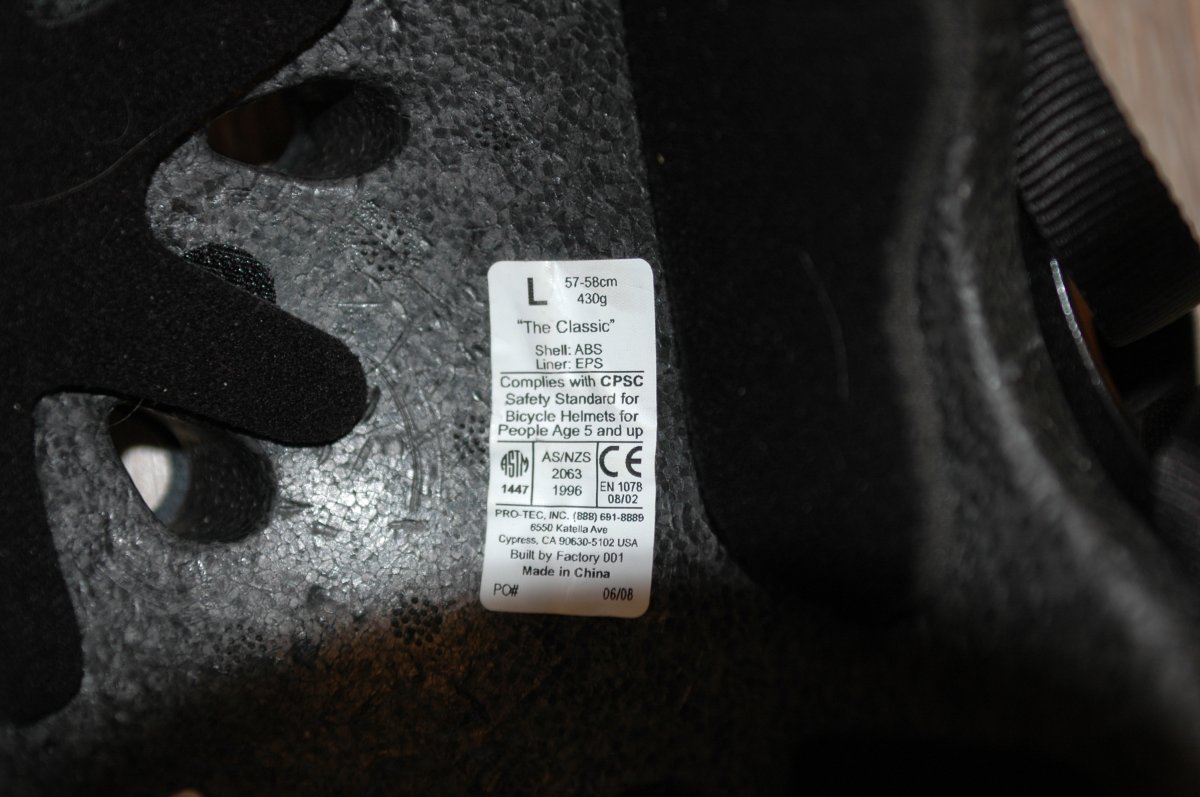 L 57-58cm
430g
"The Classic"
Shell: ABS
Liner: EPS
Complies with CPSC
Safety Standard for
Bicycle Helmets for
People Age 5 and up
ASTM
1447
AS/NZS
2063
1996
CE
EN 1078
08/02
PRO-TEC, INC. (888) 691-8889
6550 Katella Ave
Cypress, CA 90630-5102 USA
Built by Factory 001
Made in China
PO# 06/08